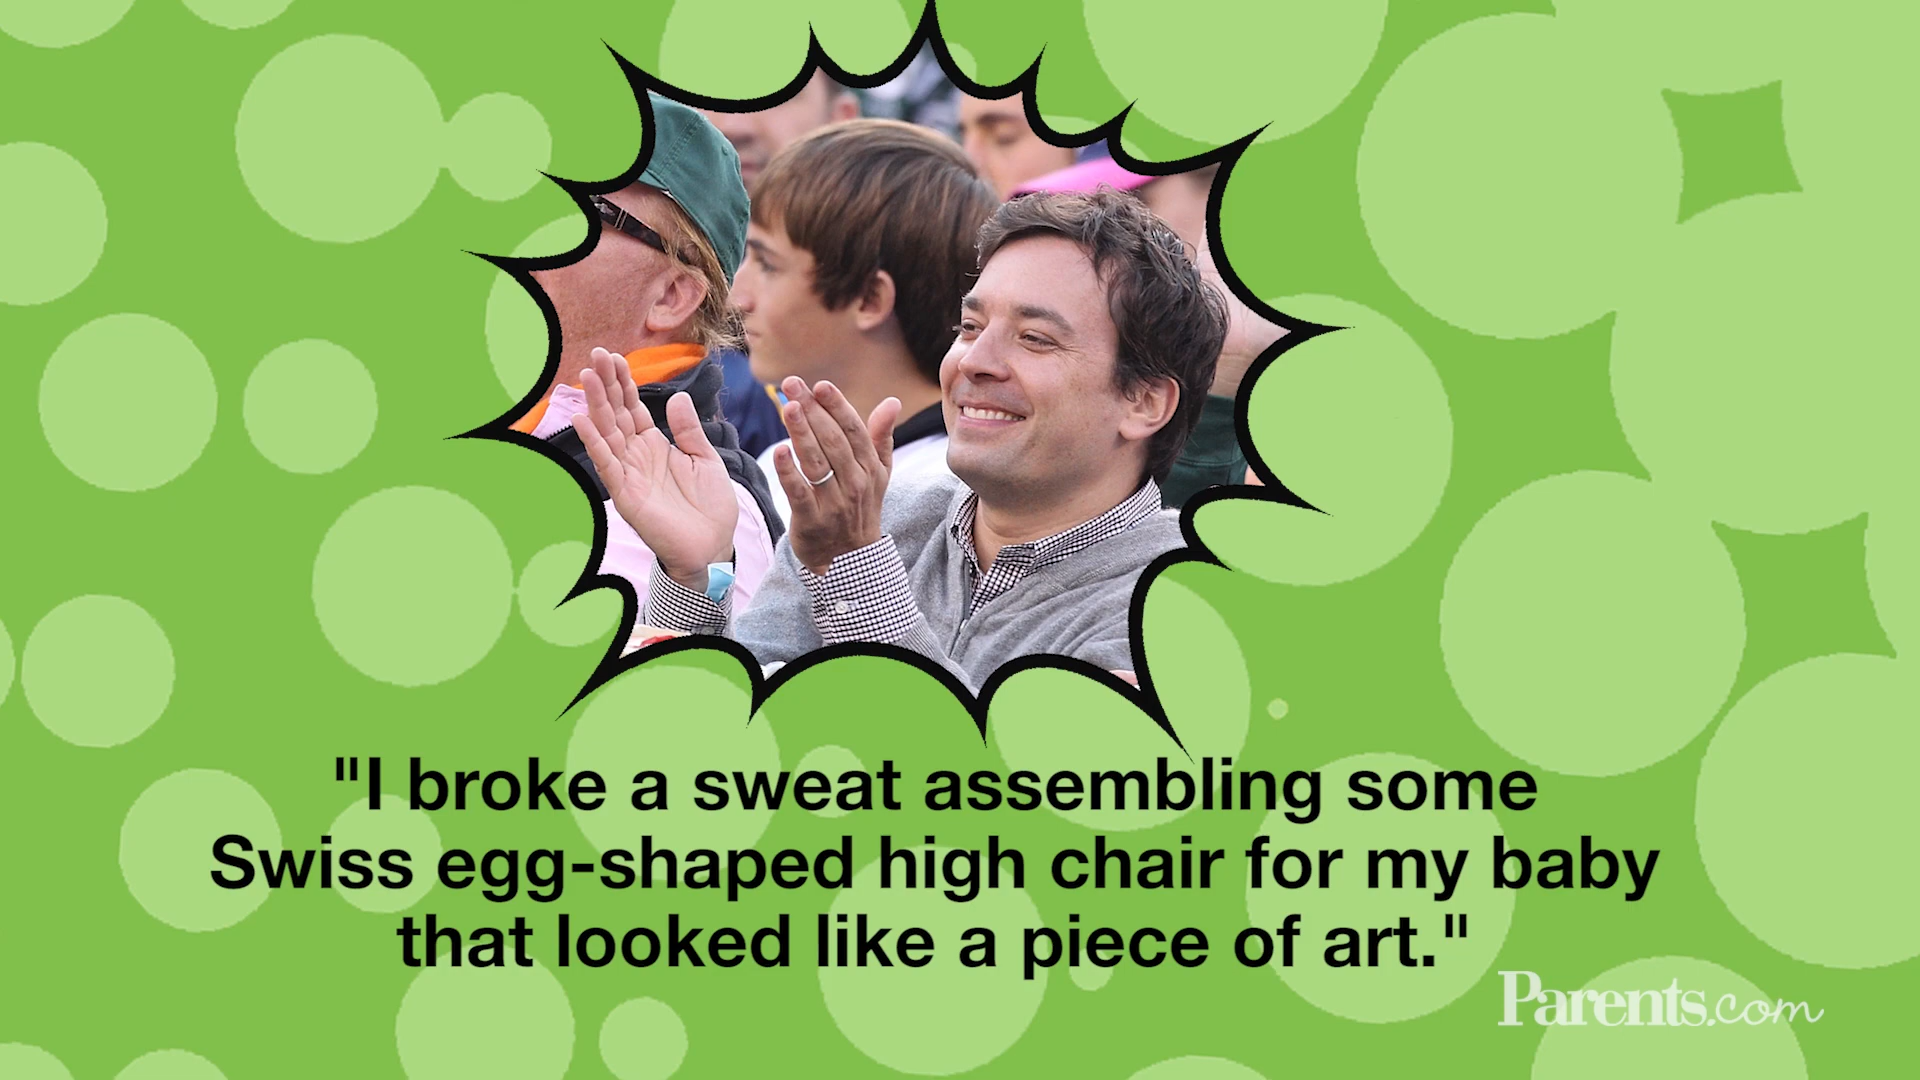 "I broke a sweat assembling some
Swiss egg-shaped high chair for my baby
that looked like a piece of art."
Parents.com